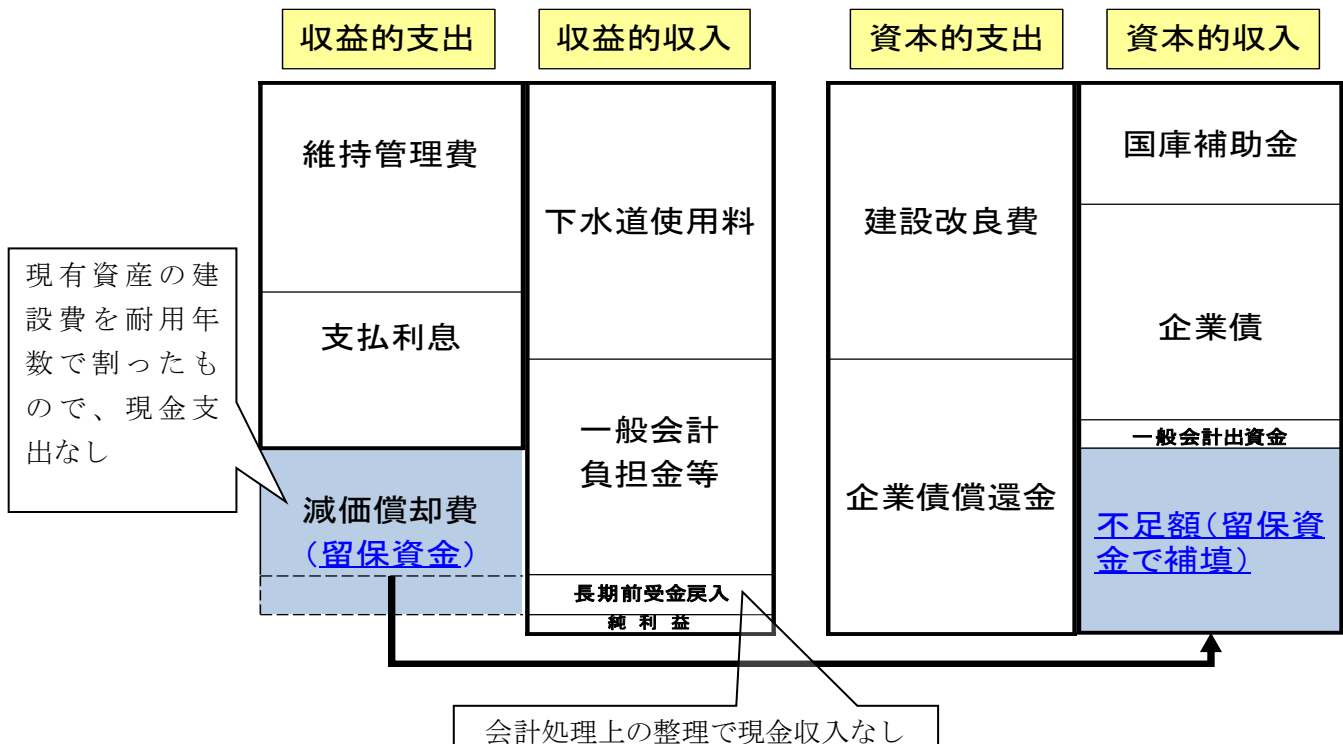 収益的支出
収益的収入
資本的支出
資本的収入
維持管理費
支払利息
減価償却費
(留保資金)
現有資産の建
設費を耐用年
数で割ったも
ので、現金支
出なし
下水道使用料
一般会計
負担金等
長期前受金戻入
純利益
建設改良費
企業債償還金
国庫補助金
企業債
一般会計出資金
不足額(留保資
金で補填)
会計処理上の整理で現金収入なし